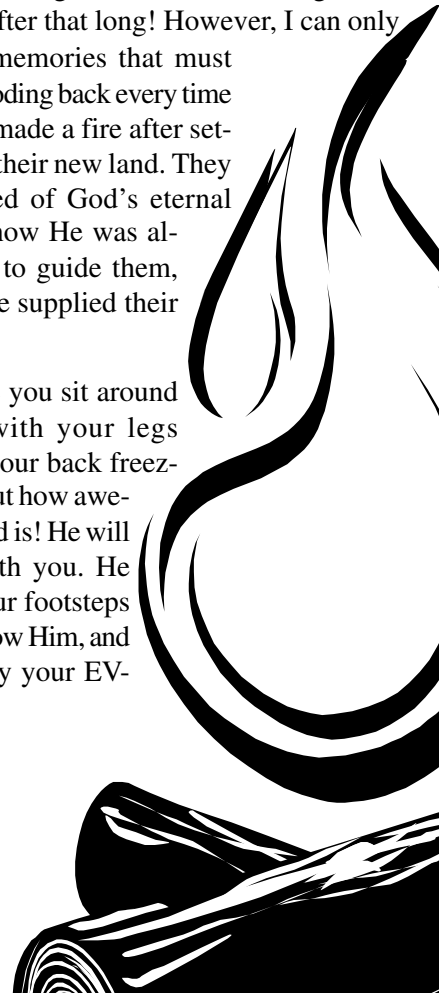 after that long! However, I can only
memories that must
oding back every time
made a fire after set-
their new land. They
ed of God's eternal
how He was al-
to guide them,
e supplied their
you sit around
with your legs
our back freez-
ut how awe-
d is! He will
th you. He
ur footsteps
ow Him, and
y your EV-